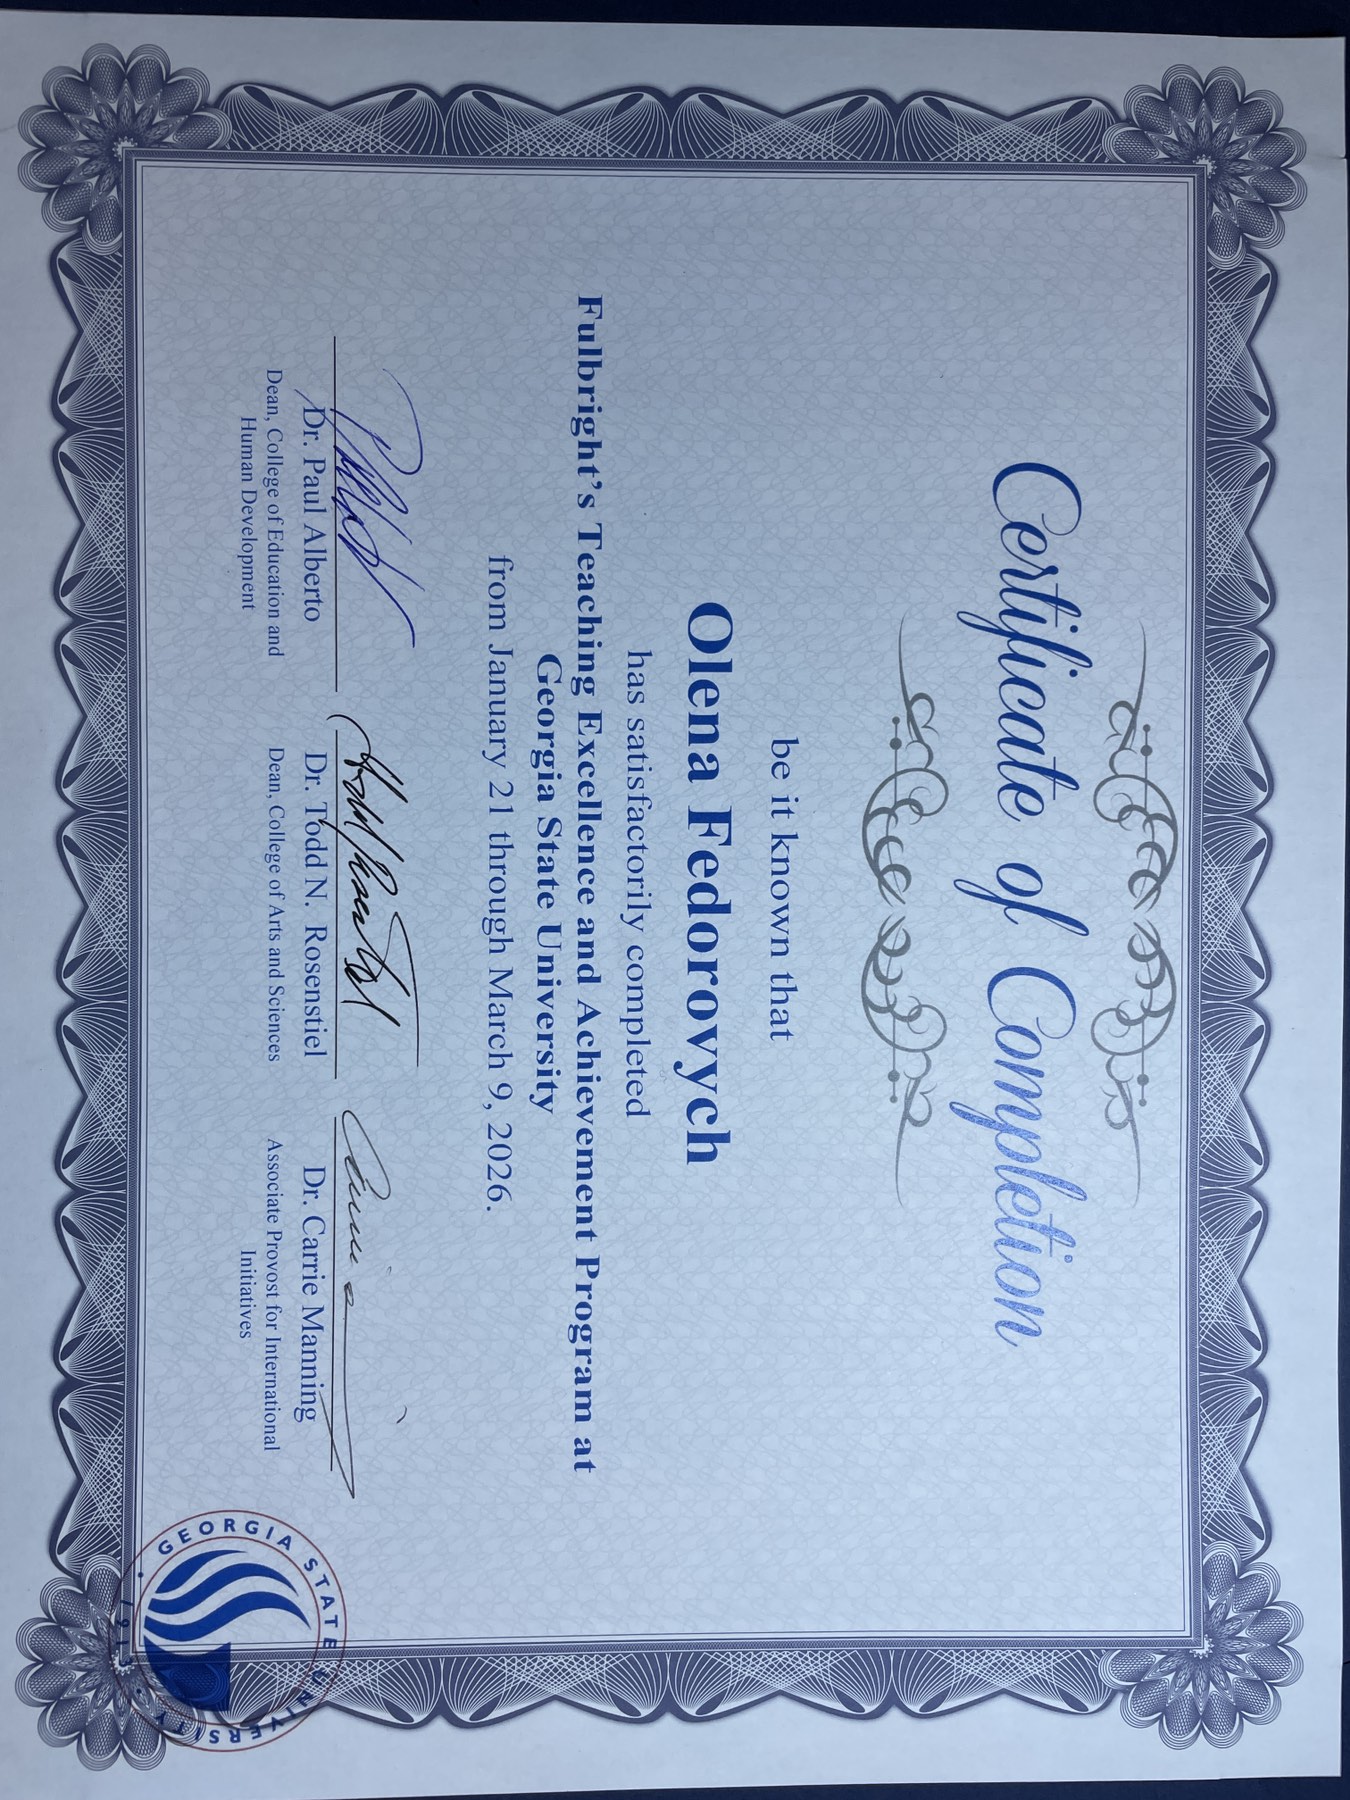 Certificate of Completion
be it known that
Olena Fedorovych
has satisfactorily completed
Fulbright's Teaching Excellence and Achievement Program at
Georgia State University
from January 21 through March 9, 2026.
Dr. Paul Alberto
Dean, College of Education and
Human Development
Dr. Todd N. Rosenstiel
Dean, College of Arts and Sciences
Dr. Carrie Manning
Associate Provost for International
Initiatives
GEORGIA STATE UNIVERSITY
1913